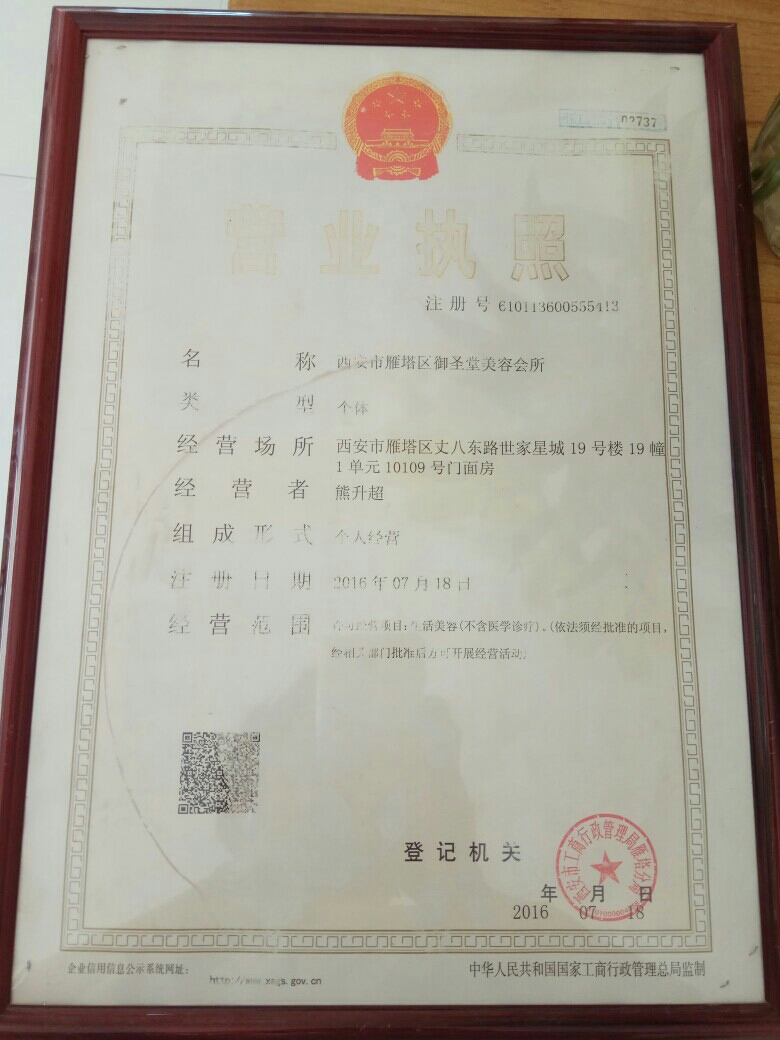 02737
营业执照
注册号 610113600555413
名称 西安市雁塔区御圣堂美容会所
类型 个体
经营场所 西安市雁塔区丈八东路世家星城19号楼19幢
1单元10109号门面房
经营者 熊升超
组成形式 个人经营
注册日期 2016年07月18日
经营范围 许可经营项目:生活美容(不含医学诊疗)。(依法须经批准的项目,
经相关部门批准后方可开展经营活动)
登记机关
西安市工商行政管理局雁塔分局
年 月 日
2016 07 18
企业信用信息公示系统网址:
http://www.xags.gov.cn
中华人民共和国国家工商行政管理总局监制